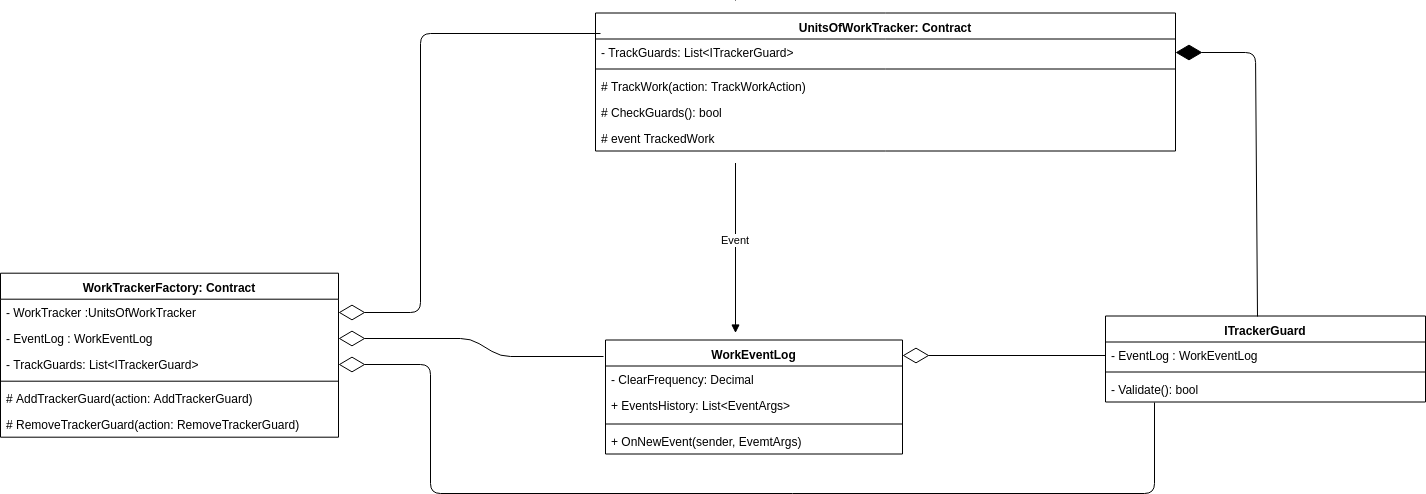 UnitsOfWorkTracker: Contract
- TrackGuards: List<ITrackerGuard>
# TrackWork(action: TrackWorkAction)
# CheckGuards(): bool
# event TrackedWork
Event
WorkTrackerFactory: Contract
- WorkTracker :UnitsOfWorkTracker
- EventLog : WorkEventLog
- TrackGuards: List<ITrackerGuard>
# AddTrackerGuard(action: AddTrackerGuard)
# RemoveTrackerGuard(action: RemoveTrackerGuard)
WorkEventLog
- ClearFrequency: Decimal
+ EventsHistory: List<EventArgs>
+ OnNewEvent(sender, EvemtArgs)
ITrackerGuard
- EventLog : WorkEventLog
- Validate(): bool